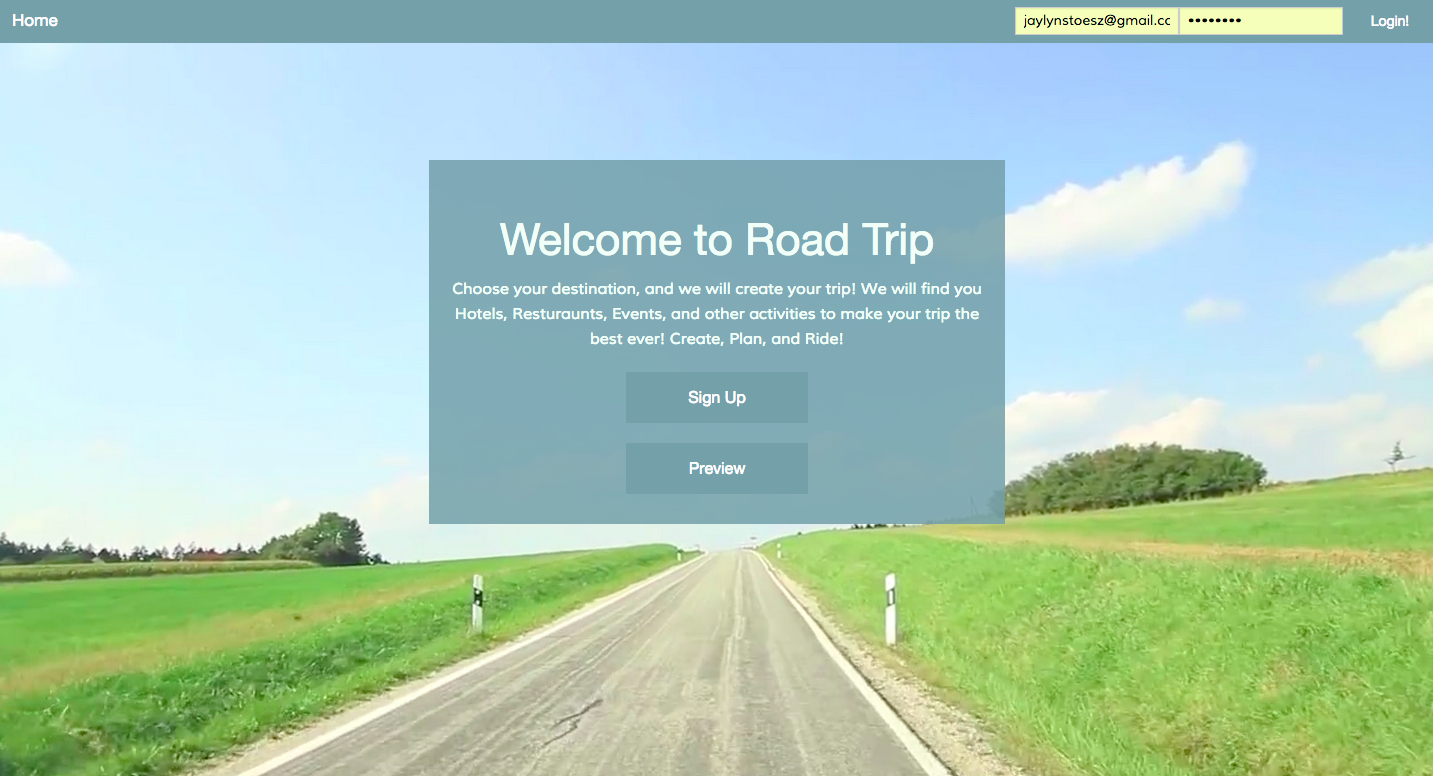 Home
jaylynstoesz@gmail.cc
••••••••
Login!
Welcome to Road Trip
Choose your destination, and we will create your trip! We will find you
Hotels, Resturaunts, Events, and other activities to make your trip the
best ever! Create, Plan, and Ride!
Sign Up
Preview